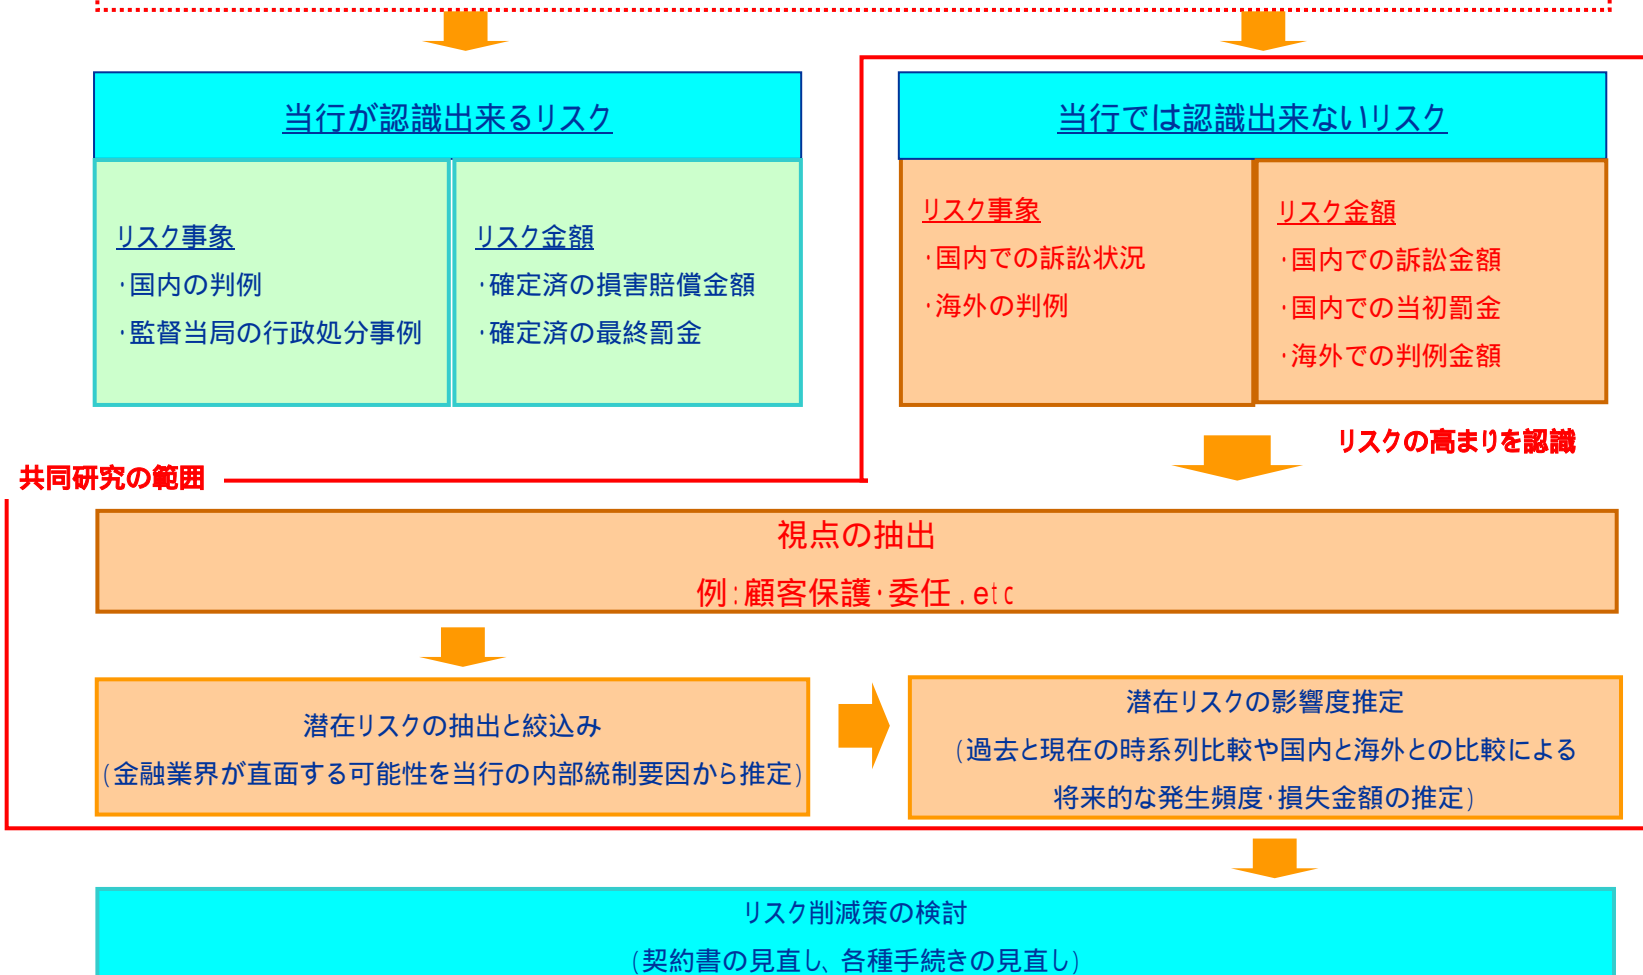 当行が認識出来るリスク
リスク事象
・国内の判例
・監督当局の行政処分事例
リスク金額
・確定済の損害賠償金額
・確定済の最終罰金
当行では認識出来ないリスク
リスク事象
・国内での訴訟状況
・海外の判例
リスク金額
・国内での訴訟金額
・国内での当初罰金
・海外での判例金額
リスクの高まりを認識
共同研究の範囲
視点の抽出
例:顧客保護・委任.etc
潜在リスクの抽出と絞込み
(金融業界が直面する可能性を当行の内部統制要因から推定)
潜在リスクの影響度推定
(過去と現在の時系列比較や国内と海外との比較による
将来的な発生頻度・損失金額の推定)
リスク削減策の検討
(契約書の見直し、各種手続きの見直し)